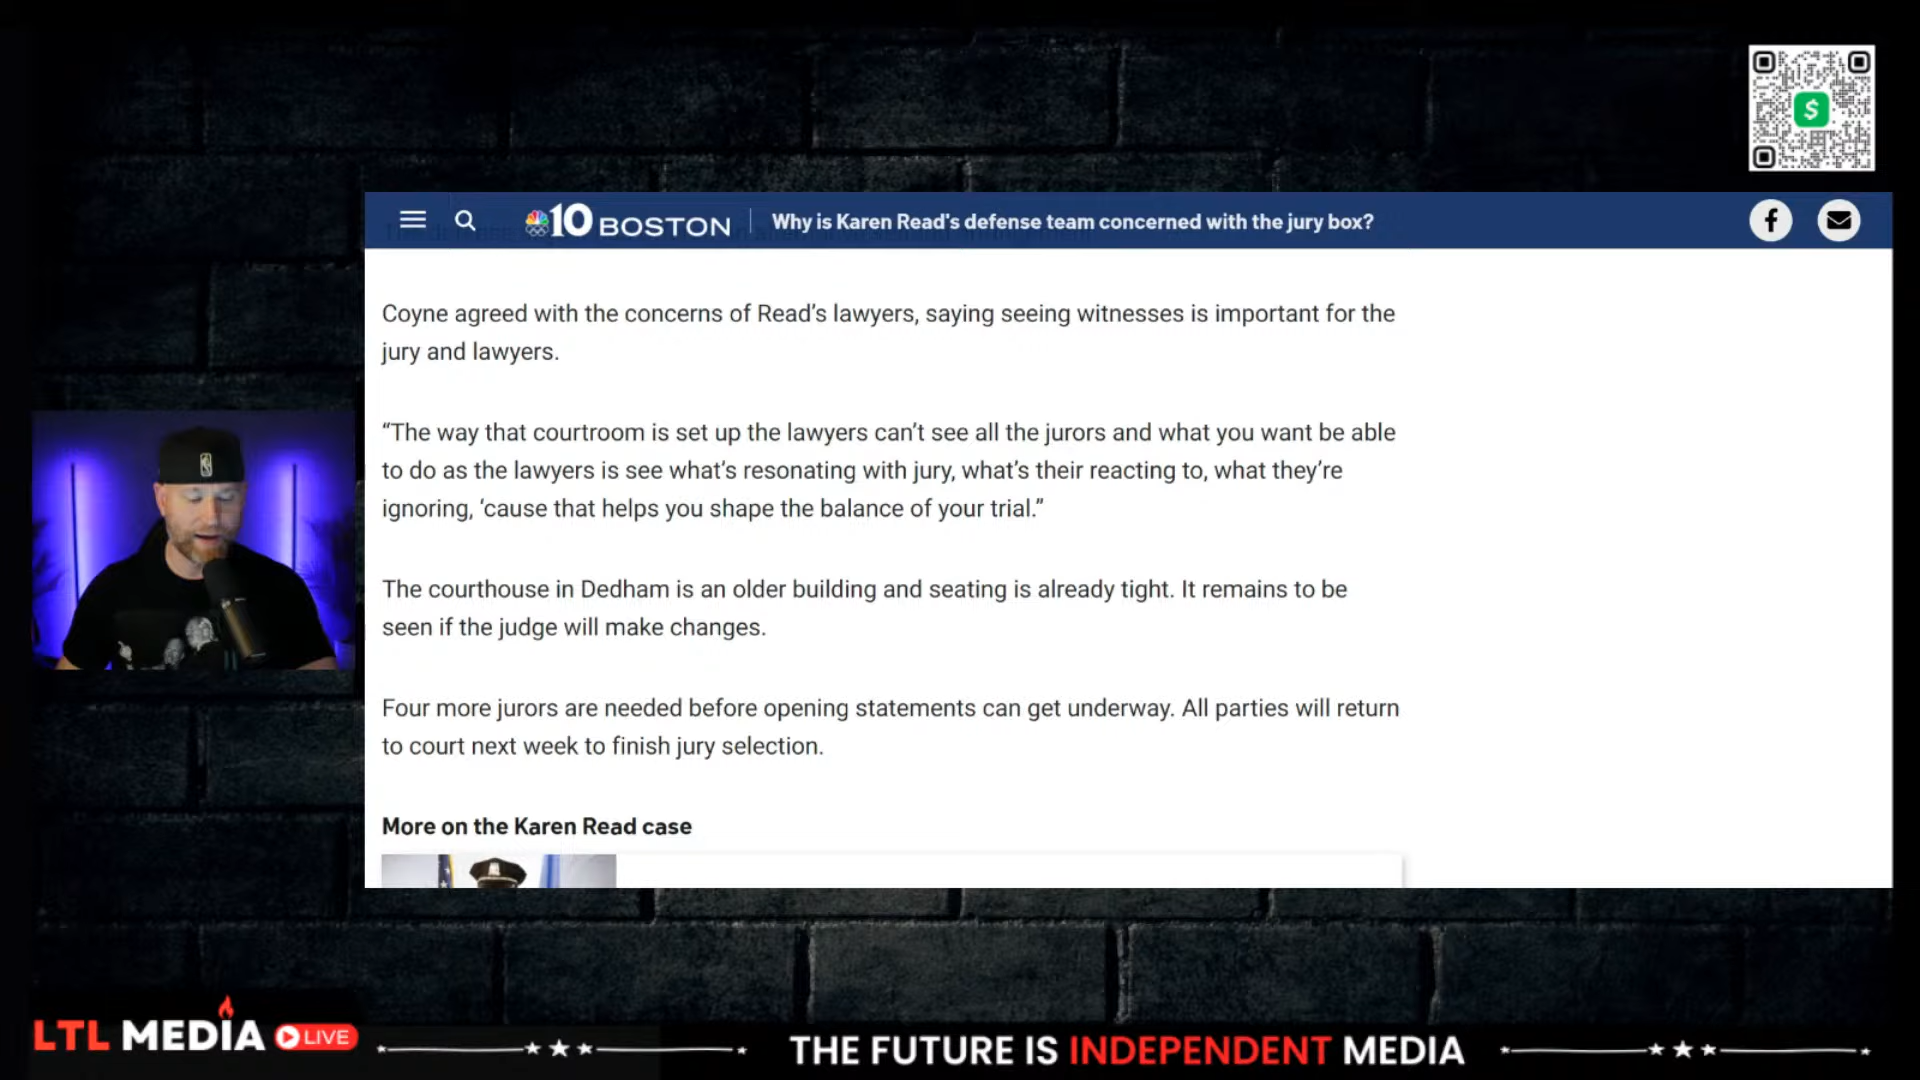 10 BOSTON
Why is Karen Read's defense team concerned with the jury box?
Coyne agreed with the concerns of Read’s lawyers, saying seeing witnesses is important for the
jury and lawyers.
“The way that courtroom is set up the lawyers can’t see all the jurors and what you want be able
to do as the lawyers is see what’s resonating with jury, what’s their reacting to, what they’re
ignoring, ‘cause that helps you shape the balance of your trial.”
The courthouse in Dedham is an older building and seating is already tight. It remains to be
seen if the judge will make changes.
Four more jurors are needed before opening statements can get underway. All parties will return
to court next week to finish jury selection.
More on the Karen Read case
LTL MEDIA LIVE
THE FUTURE IS INDEPENDENT MEDIA